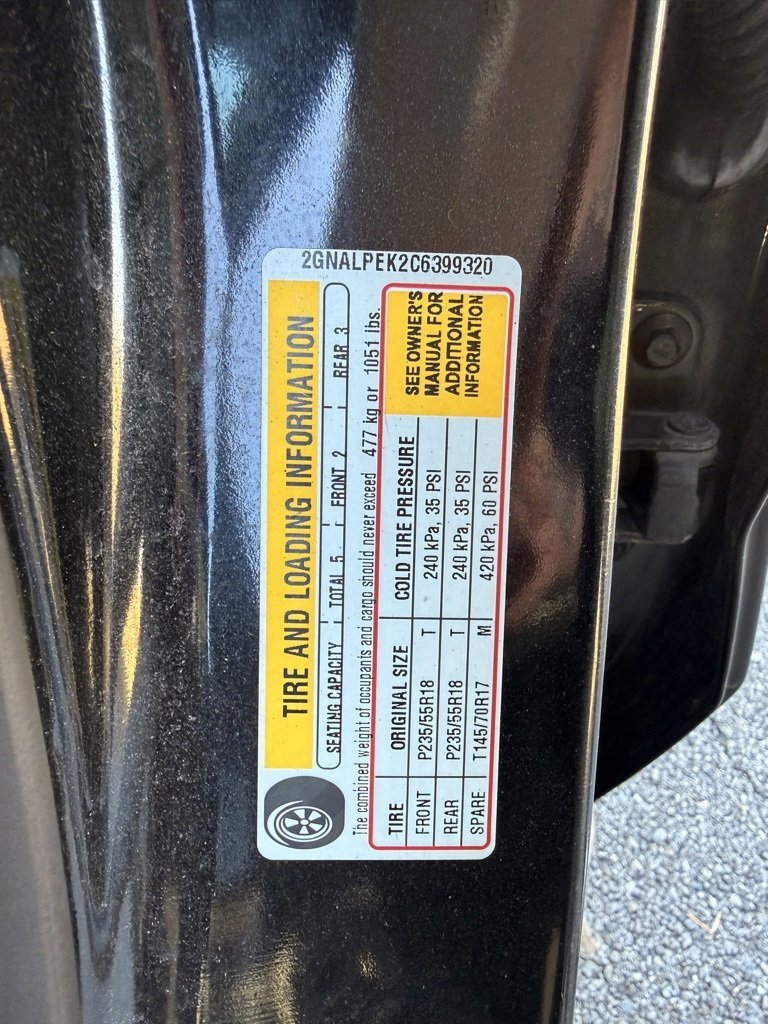 2GNALPEK2C6399320
TIRE AND LOADING INFORMATION
SEATING CAPACITY TOTAL 5 FRONT 2 REAR 3
The combined weight of occupants and cargo should never exceed 477 kg or 1051 lbs.
TIRE ORIGINAL SIZE COLD TIRE PRESSURE
FRONT P235/55R18 T 240 kPa, 35 PSI
REAR P235/55R18 T 240 kPa, 35 PSI
SPARE T145/70R17 M 420 kPa, 60 PSI
SEE OWNER'S
MANUAL FOR
ADDITIONAL
INFORMATION